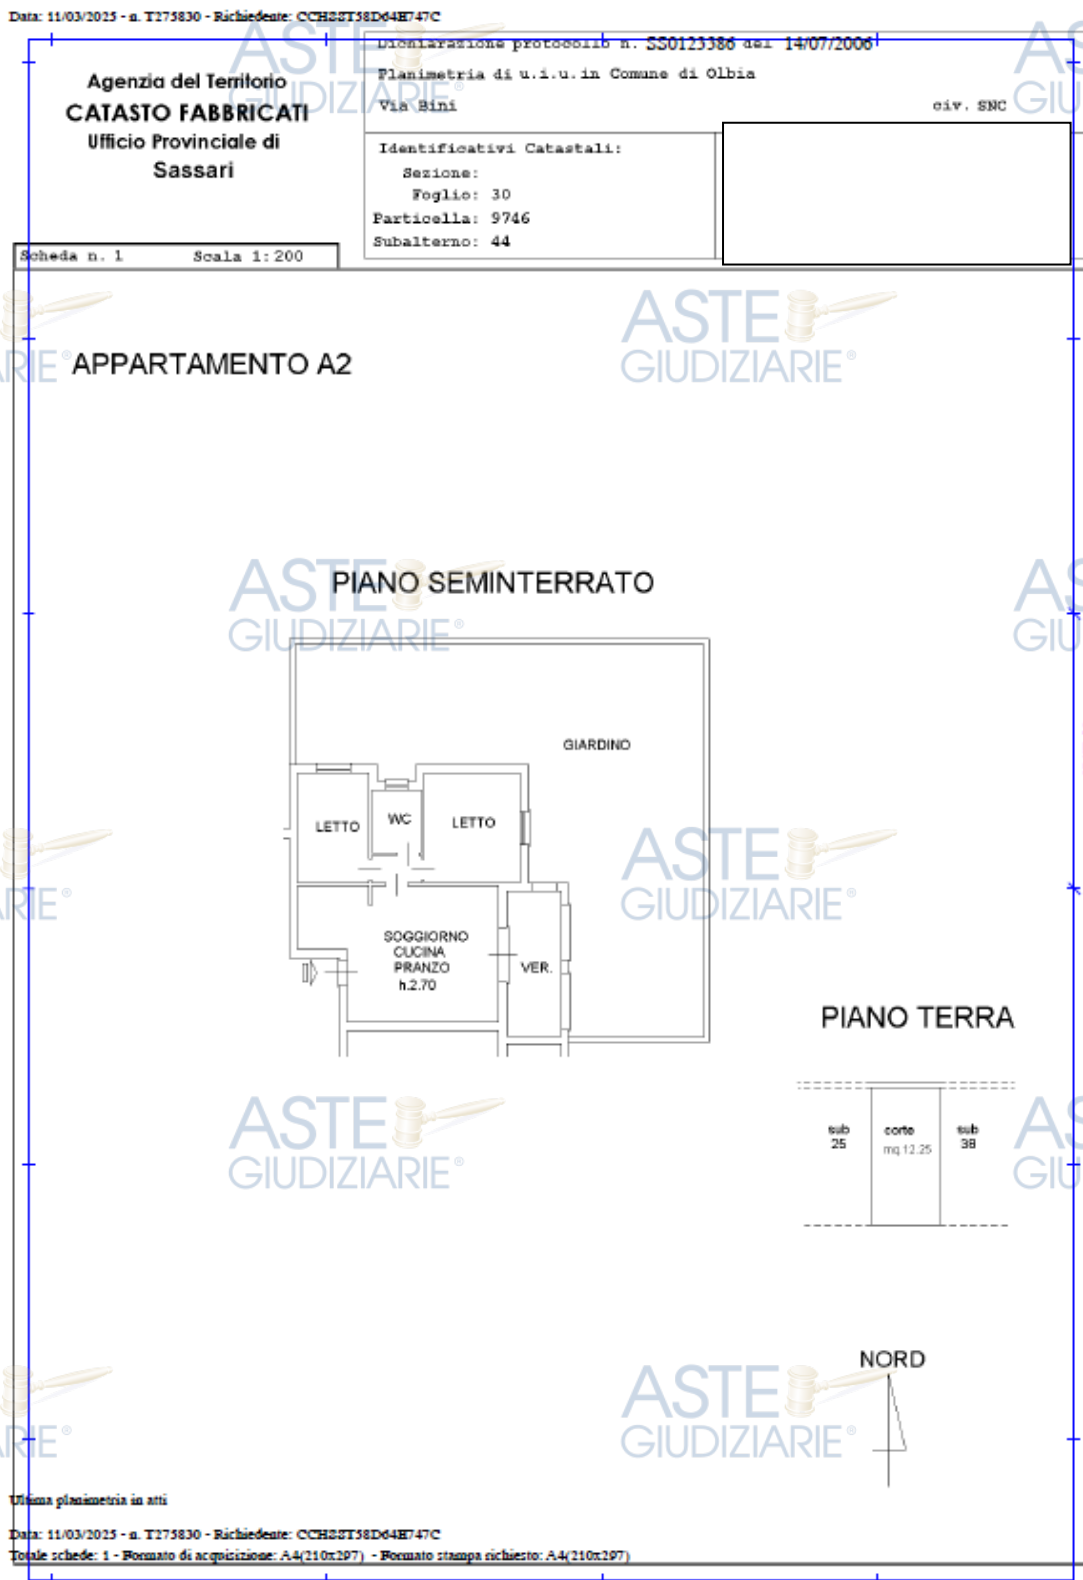 Data: 11/03/2025 - n. T275830 - Richiedente: CCHSST58D64H747C
Agenzia del Territorio
CATASTO FABBRICATI
Ufficio Provinciale di
Sassari
Dichiarazione protocollo n. SS0123386 del 14/07/2006
Planimetria di u.i.u.in Comune di Olbia
Via Bini civ. SNC
Identificativi Catastali:
Sezione:
Foglio: 30
Particella: 9746
Subalterno: 44
Scheda n. 1 Scala 1:200
APPARTAMENTO A2
PIANO SEMINTERRATO
GIARDINO
LETTO
WC
LETTO
SOGGIORNO
CUCINA
PRANZO
h.2.70
VER.
PIANO TERRA
sub
25
corte
mq.12.25
sub
38
NORD
ASTE
GIUDIZIARIE®
Ultima planimetria in atti
Data: 11/03/2025 - n. T275830 - Richiedente: CCHSST58D64H747C
Totale schede: 1 - Formato di acquisizione: A4(210x297) - Formato stampa richiesto: A4(210x297)